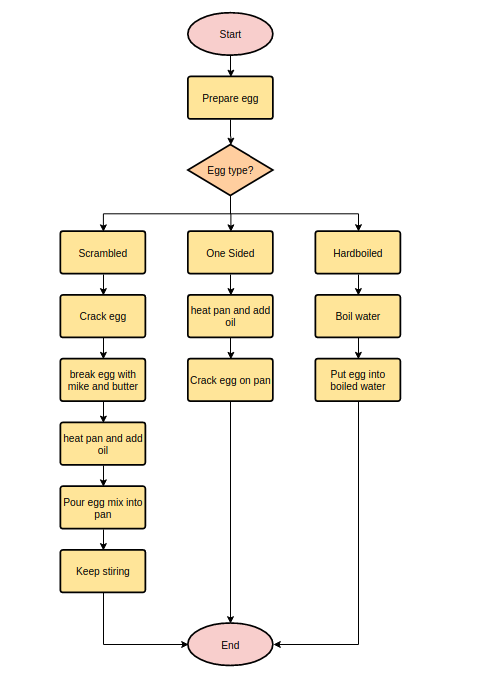 Start
Prepare egg
Egg type?
Scrambled
One Sided
Hardboiled
Crack egg
heat pan and add
oil
Boil water
break egg with
mike and butter
Crack egg on pan
Put egg into
boiled water
heat pan and add
oil
Pour egg mix into
pan
Keep stiring
End